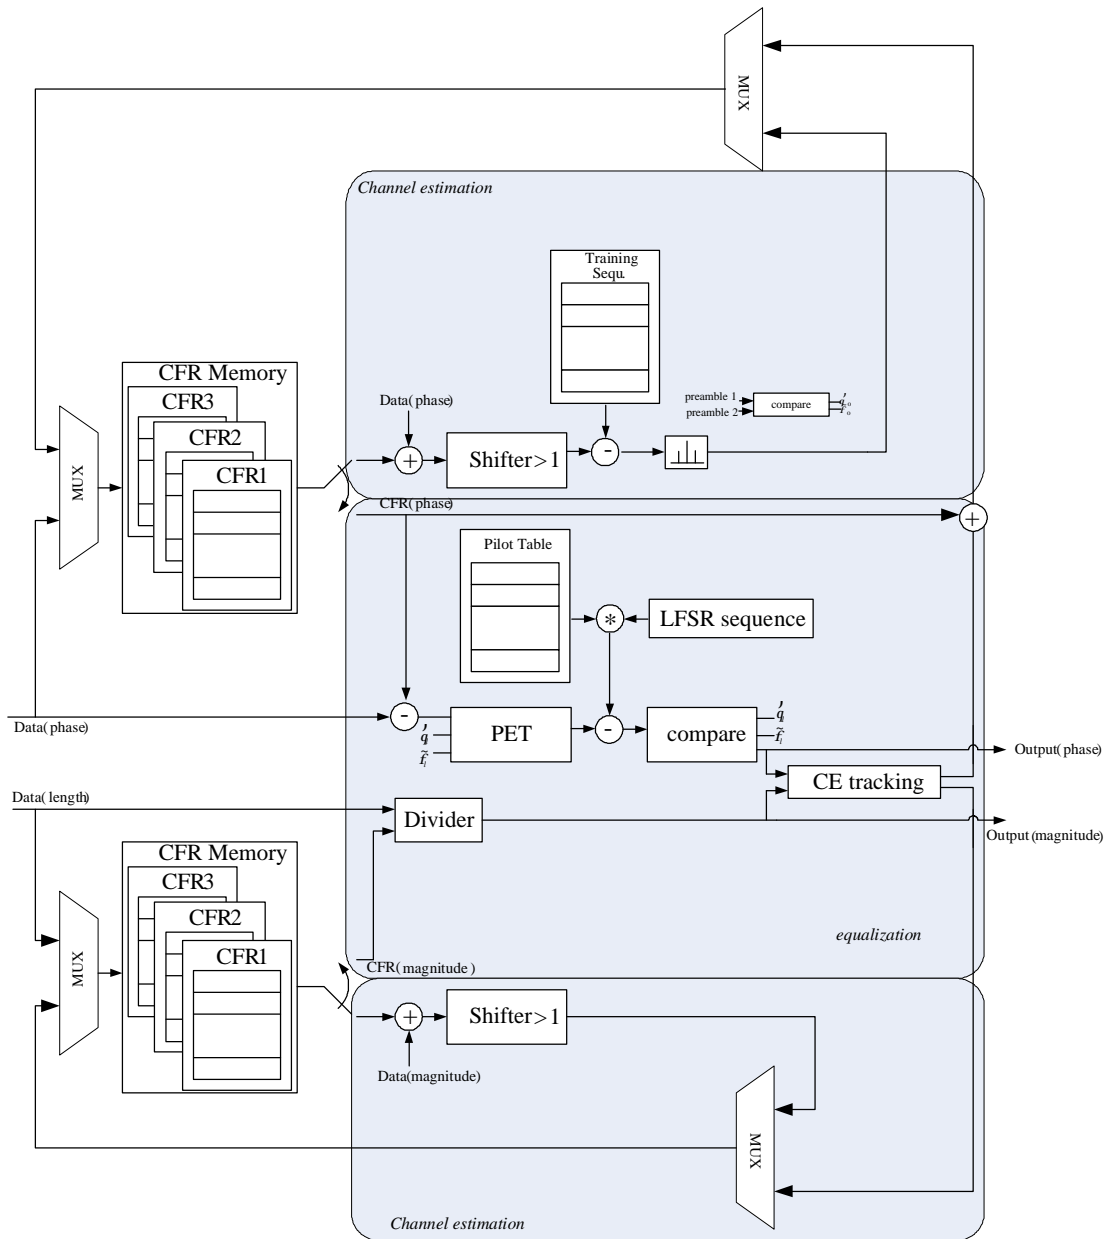 MUX
Channel estimation
Training
Sequ.
CFR Memory
CFR3
CFR2
CFR1
MUX
Data(phase)
preamble 1
preamble 2
compare
Shifter>1
+
-
CFR(phase)
+
Pilot Table
*
LFSR sequence
Data(phase)
-
PET
-
compare
Output(phase)
CE tracking
Data(length)
Divider
Output(magnitude)
CFR Memory
CFR3
CFR2
CFR1
MUX
equalization
CFR(magnitude)
+
Shifter>1
Data(magnitude)
MUX
Channel estimation